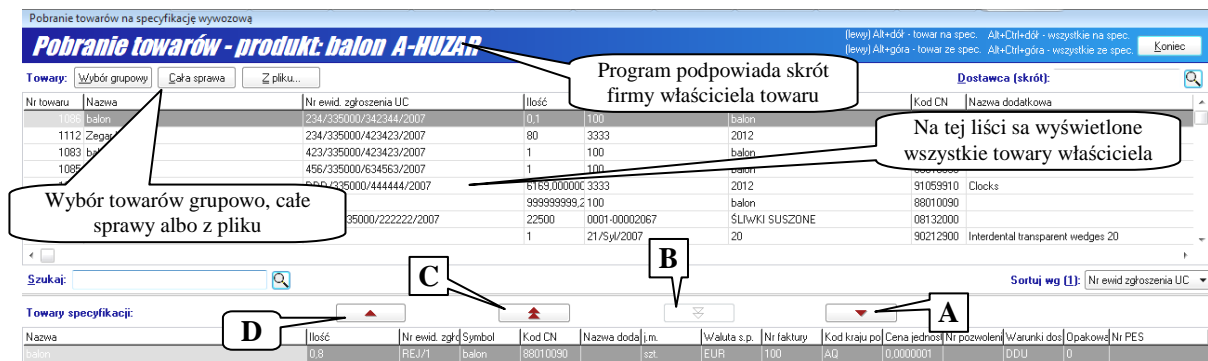 Pobranie towarów na specyfikację wywozową
Pobranie towarów - produkt: balon A-HUZAR
(lewy) Alt+dół - towar na spec. Alt+Ctrl+dół - wszystkie na spec.
(lewy) Alt+góra - towar ze spec. Alt+Ctrl+góra - wszystkie ze spec.
Koniec
Program podpowiada skrót
firmy właściciela towaru
Towary: Wybór grupowy Cała sprawa Z pliku... Dostawca (skrót):
Nr towaru Nazwa Nr ewid. zgłoszenia UC Ilość Kod CN Nazwa dodatkowa
1086 balon 234/335000/342344/2007 0,1 100 balon
1112 Zegar 234/335000/423423/2007 80 3333 2012
1083 423/335000/423423/2007 1 100 balon
1085 456/335000/634563/2007 1 100 balon
/335000/444444/2007 6169,00000 3333 2012 91059910 Clocks
999999999,2 100 balon 88010090
35000/222222/2007 22500 0001-00002067 ŚLIWKI SUSZONE 08132000
1 21/Syl/2007 20 90212900 Interdental transparent wedges 20
Na tej liści sa wyświetlone
wszystkie towary właściciela
Wybór towarów grupowo, całe
sprawy albo z pliku
Szukaj: Sortuj wg (1): Nr ewid zgłoszenia UC
D C B A
Towary specyfikacji:
Nazwa Ilość Nr ewid. zgło Symbol Kod CN Nazwa doda j.m. Waluta s.p. Nr faktury Kod kraju po Cena jednost Nr pozwoleni Warunki dos Opakowa Nr PES
balon 0,8 REJ/1 balon 88010090 szt. EUR 100 AQ 0,0000001 DDU 0